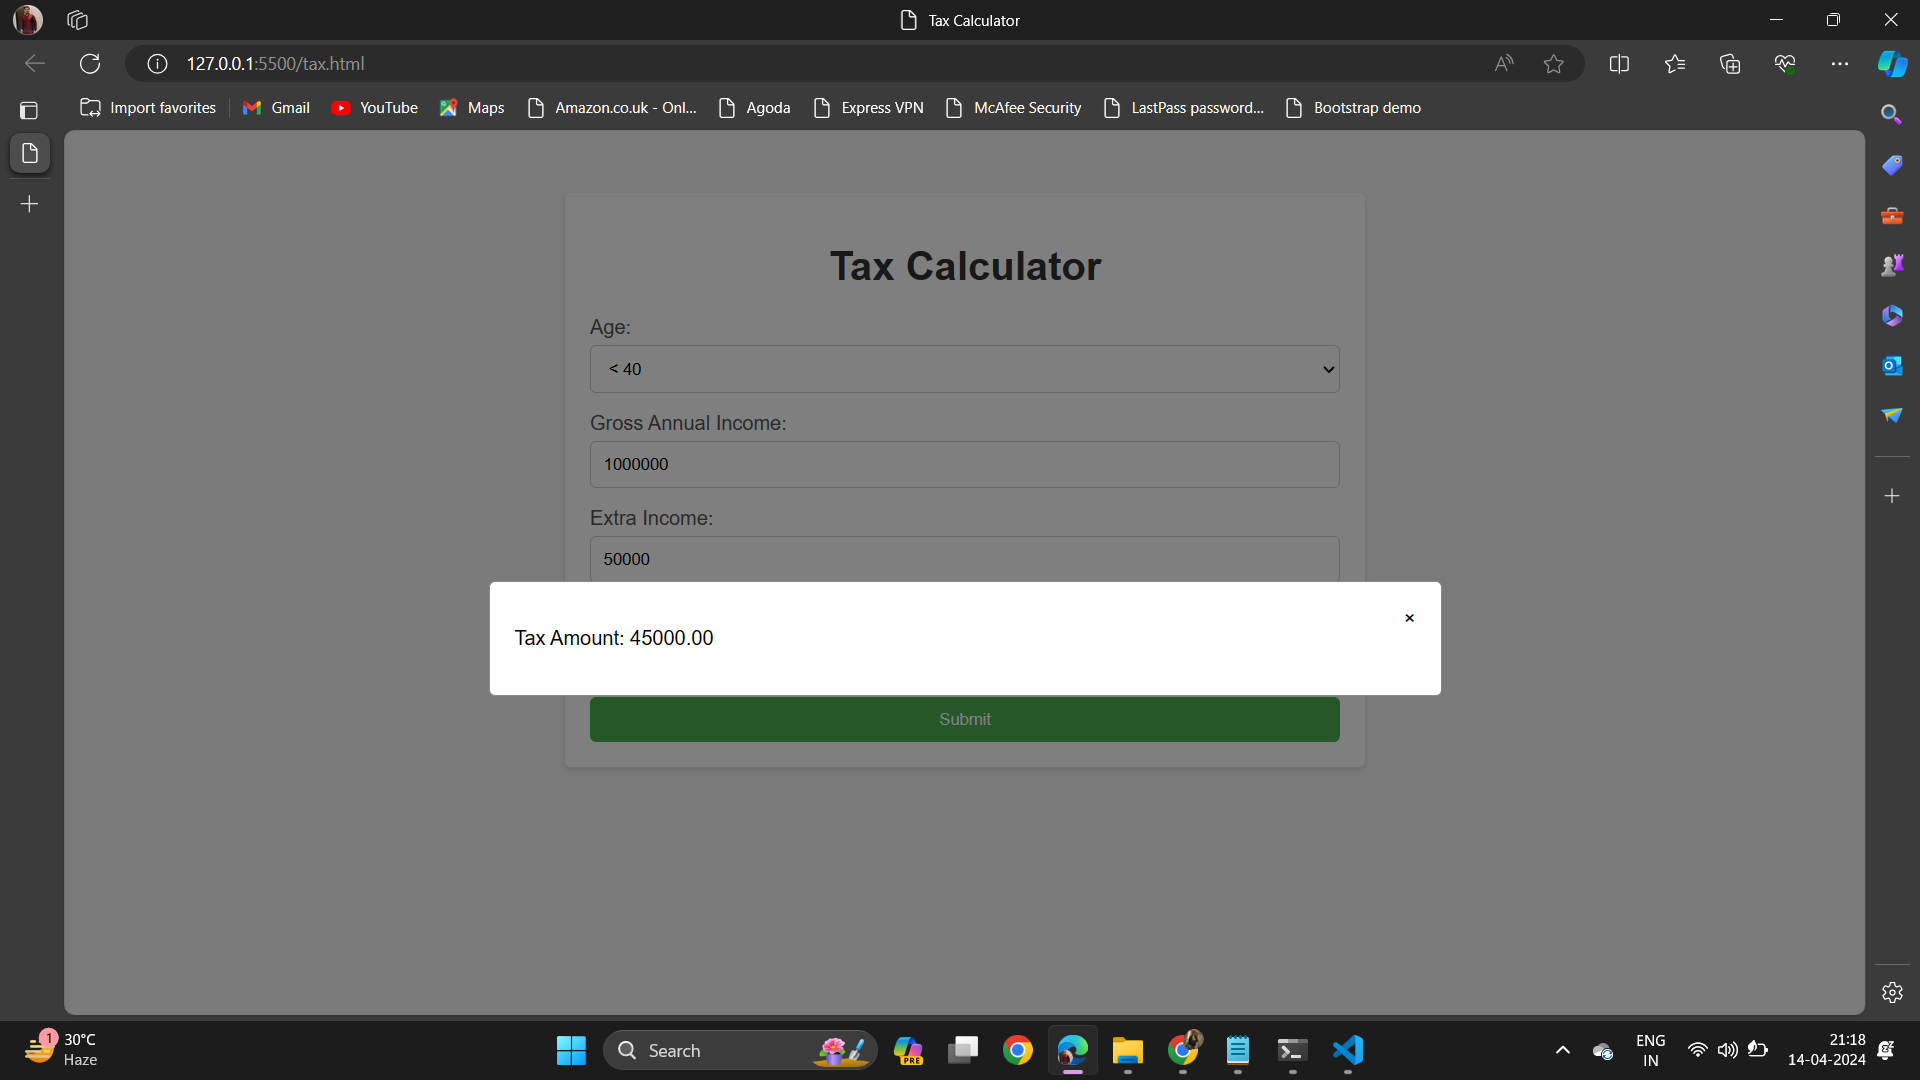 Tax Calculator
127.0.0.1:5500/tax.html
Import favorites
Gmail
YouTube
Maps
Amazon.co.uk - Onl...
Agoda
Express VPN
McAfee Security
LastPass password...
Bootstrap demo
Tax Calculator
Age:
< 40
Gross Annual Income:
1000000
Extra Income:
50000
×
Tax Amount: 45000.00
Submit
1
30°C
Haze
Search
PRE
ENG
IN
21:18
14-04-2024